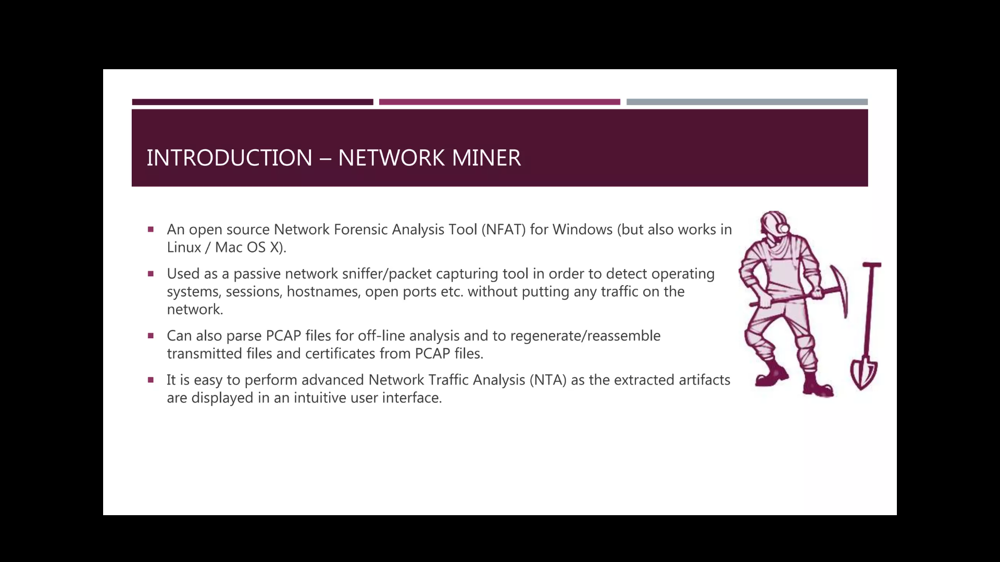 INTRODUCTION – NETWORK MINER
▪ An open source Network Forensic Analysis Tool (NFAT) for Windows (but also works in
Linux / Mac OS X).
▪ Used as a passive network sniffer/packet capturing tool in order to detect operating
systems, sessions, hostnames, open ports etc. without putting any traffic on the
network.
▪ Can also parse PCAP files for off-line analysis and to regenerate/reassemble
transmitted files and certificates from PCAP files.
▪ It is easy to perform advanced Network Traffic Analysis (NTA) as the extracted artifacts
are displayed in an intuitive user interface.